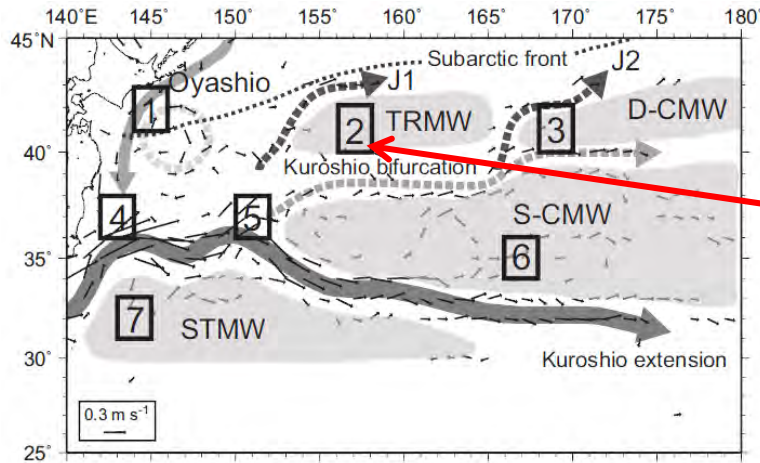 140˚E 145˚ 150˚ 155˚ 160˚ 165˚ 170˚ 175˚ 180˚
45˚N
Subarctic front
J1
J2
Oyashio
1
2
TRMW
3
D-CMW
40˚
Kuroshio bifurcation
4
5
S-CMW
35˚
6
7
STMW
30˚
Kuroshio extension
0.3 m s⁻¹
25˚